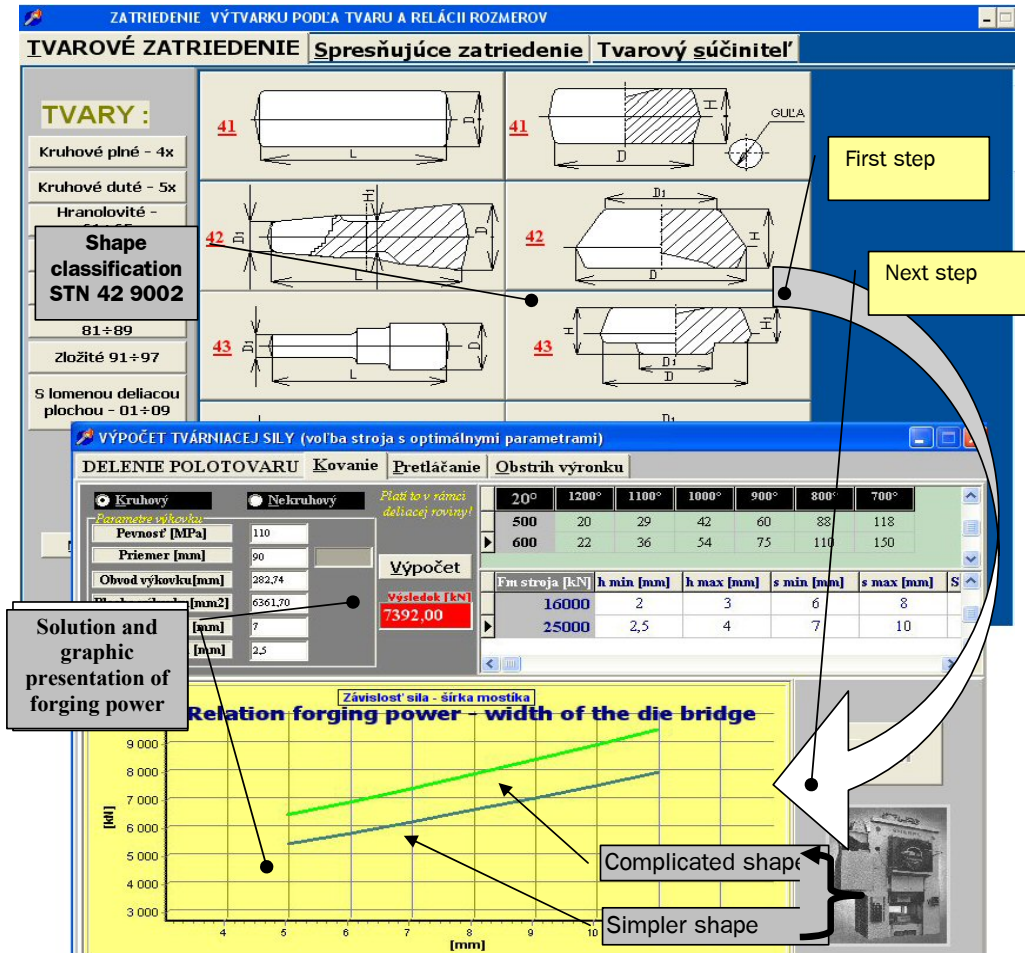 ZATRIEDENIE VÝTVARKU PODĽA TVARU A RELÁCII ROZMEROV
TVAROVÉ ZATRIEDENIE Spresňujúce zatriedenie Tvarový súčiniteľ
TVARY :
Kruhové plné - 4x
Kruhové duté - 5x
Hranolovité -
Shape
classification
STN 42 9002
81÷89
Zložité 91÷97
S lomenou deliacou
plochou - 01÷09
41
L
D
41
D
H
GUĽA
42
D1
H1
L
D
42
D1
D
H
43
D1
L
D
43
H
D1
D
H1
D1
First step
Next step
VÝPOČET TVÁRNIACEJ SILY (voľba stroja s optimálnymi parametrami)
DELENIE POLOTOVARU Kovanie Pretláčanie Obstrih výronku
Kruhový Nekruhový
Platí to v rámci
deliacej roviny!
Parametre výkovku
Pevnosť [MPa] 110
Priemer [mm] 90
Obvod výkovku[mm] 282,74
[mm2] 6361,70
[mm] 7
[mm] 2,5
Výpočet
Výsledok [kN]
7392,00
20° 1200° 1100° 1000° 900° 800° 700°
500 20 29 42 60 88 118
600 22 36 54 75 110 150
Fm stroja [kN] h min [mm] h max [mm] s min [mm] s max [mm] S
16000 2 3 6 8
25000 2,5 4 7 10
Solution and
graphic
presentation of
forging power
Závislosť sila - šírka mostíka
Relation forging power - width of the die bridge
[kN]
9 000
8 000
7 000
6 000
5 000
4 000
3 000
4 5 6 7 8 9 10
[mm]
Complicated shape
Simpler shape